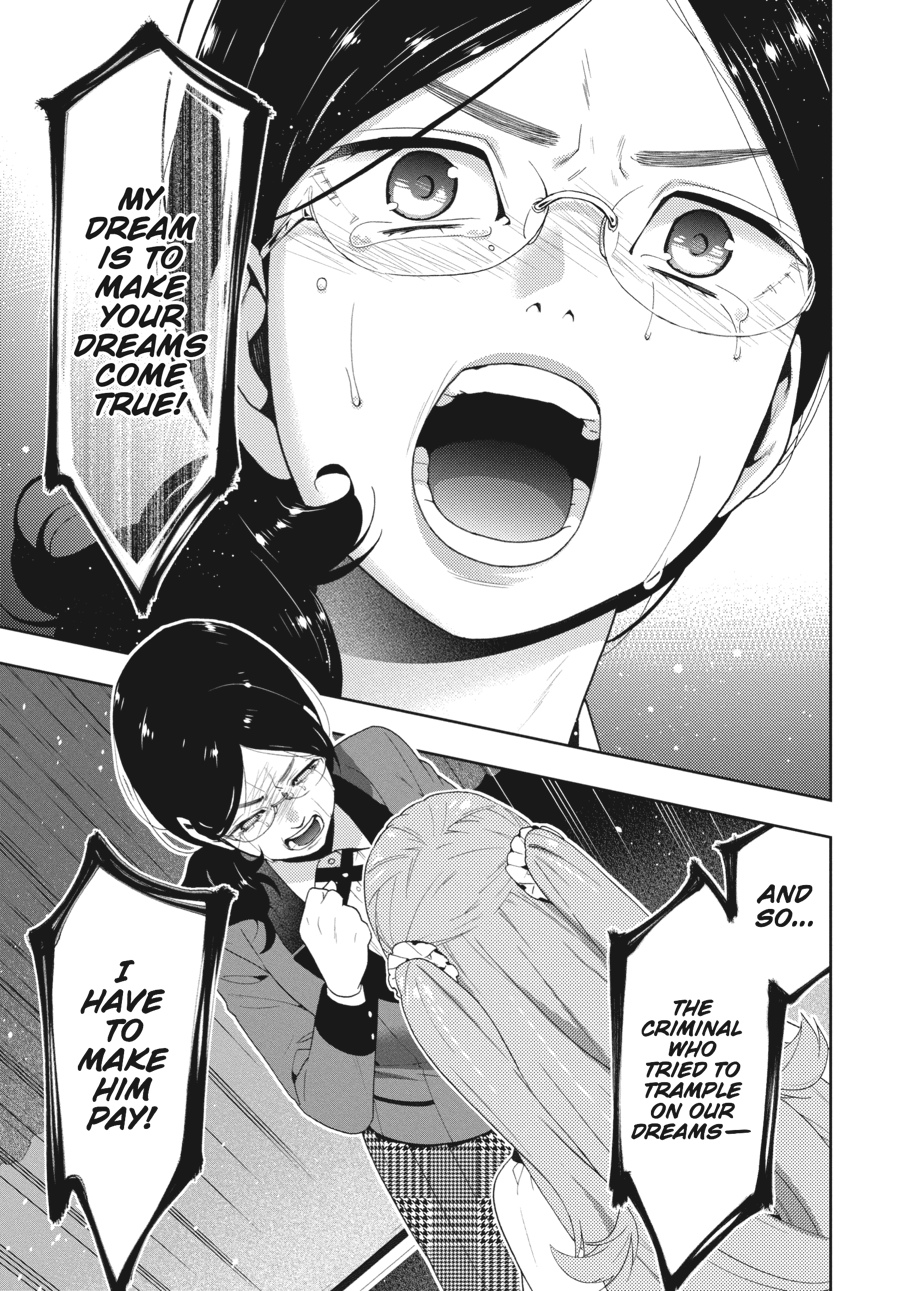 MY
DREAM
IS TO
MAKE
YOUR
DREAMS
COME
TRUE!
AND
SO...
THE
CRIMINAL
WHO
TRIED TO
TRAMPLE
ON OUR
DREAMS—
I
HAVE
TO
MAKE
HIM
PAY!